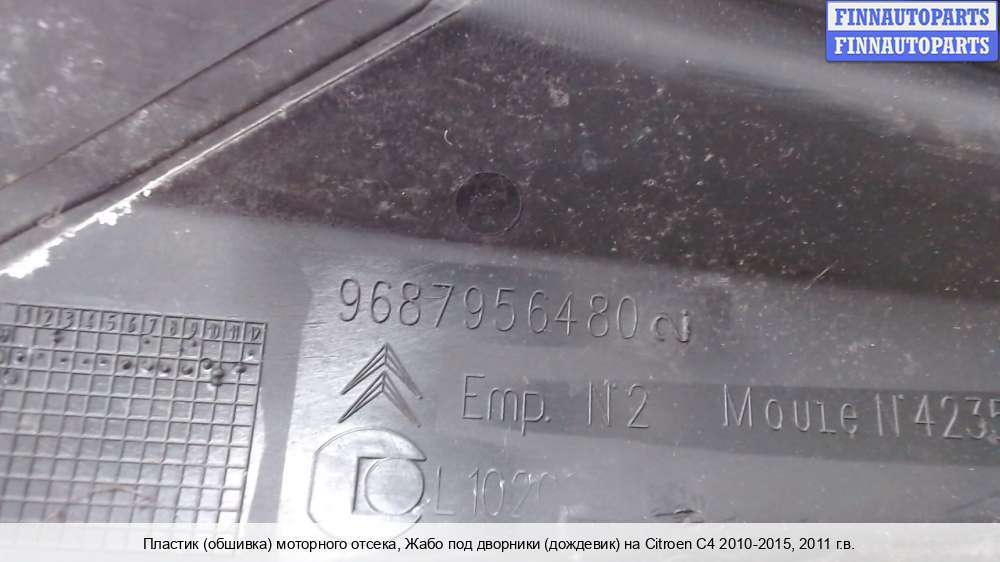 FINNAUTOPARTS
FINNAUTOPARTS
9687956480
1 2 3 4 5 6 7 8 9 10 11 12
Emp. N°2 Moule N°4235
Пластик (обшивка) моторного отсека, Жабо под дворники (дождевик) на Citroen C4 2010-2015, 2011 г.в.